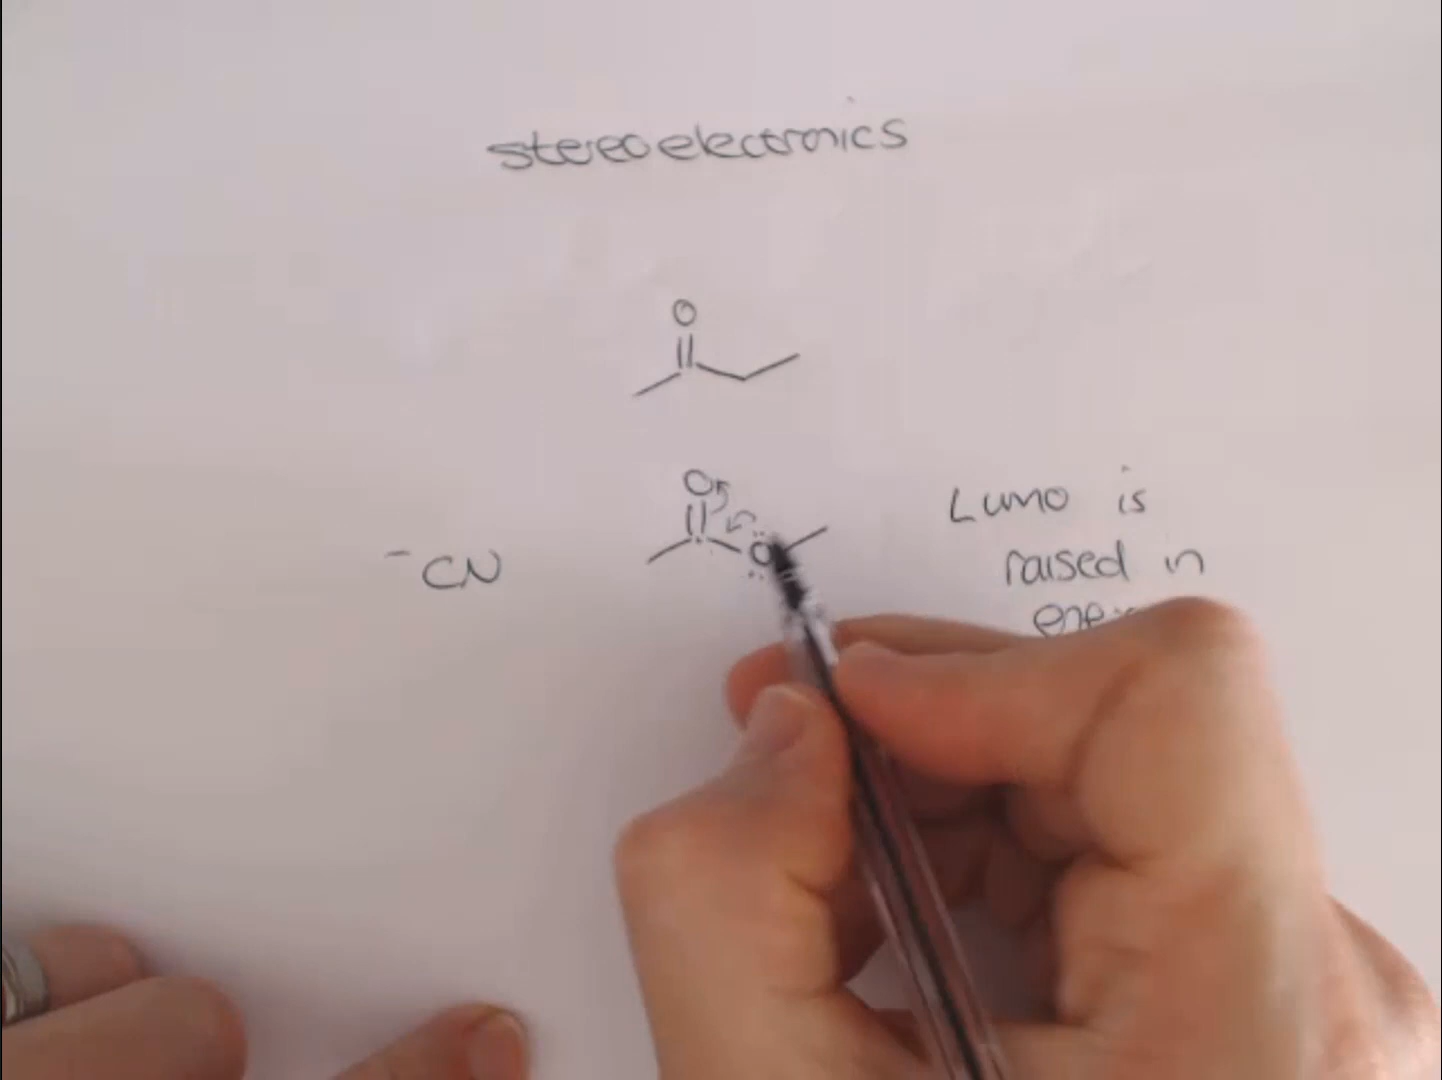 stereoelectronics
O
O
O
⁻CN
LUMO is
raised in